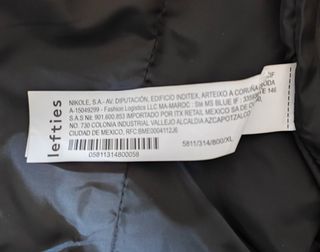 lefties
NIKOLE, S.A.- AV. DIPUTACIÓN, EDIFICIO INDITEX, ARTEIXO A CORUÑA
A-15049299 - Fashion Logistics LLC MA-MAROC : Sté MS BLUE IF :
S.A.S Nit: 901.600.853 IMPORTADO POR ITX RETAIL MEXICO SA DE CV.
NO. 730 COLONIA INDUSTRIAL VALLEJO ALCALDIA AZCAPOTZALCO
CIUDAD DE MEXICO, RFC:BME0004112J6
5811/314/800/XL
05811314800058